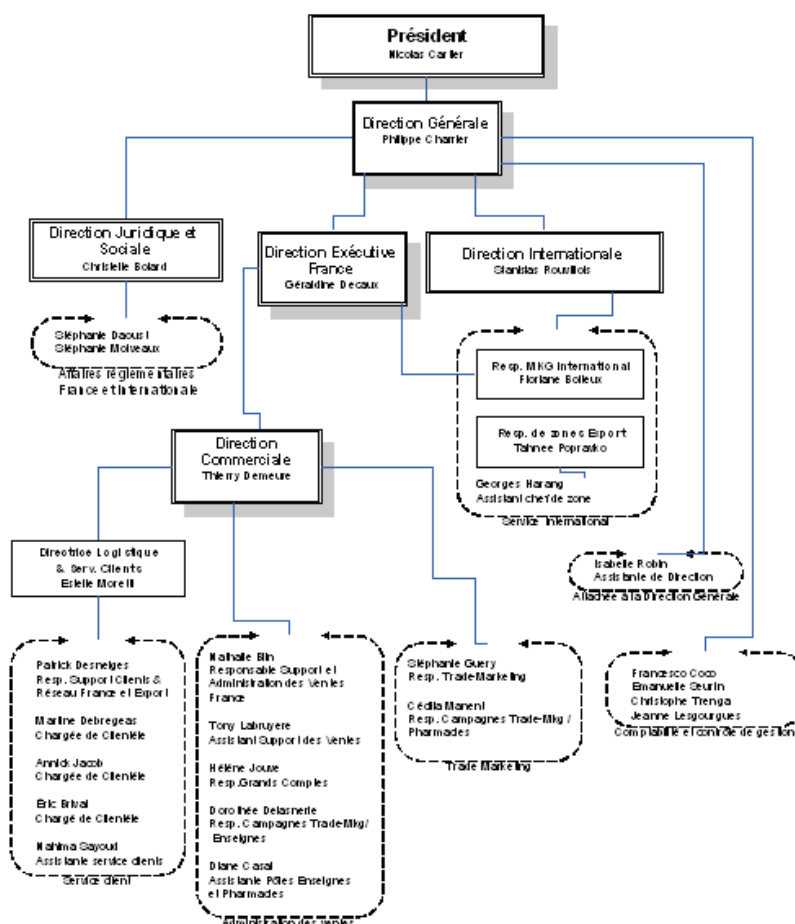 Président
Nicolas Carlier
Direction Générale
Philippe Charrier
Direction Juridique et
Sociale
Christelle Bolard
Direction Exécutive
France
Géraldine Decaux
Direction Internationale
Stanislas Rouvillois
Stéphanie Daoust
Stéphanie Molveaux
Affaires réglementaires
France et Internationale
Resp. MKG International
Floriane Bolleux
Resp. de zones Export
Tahnee Popravko
Georges Harang
Assistant chef de zone
Service International
Direction
Commerciale
Thierry Demeure
Directrice Logistique
& Serv. Clients
Estelle Morelli
Isabelle Robin
Assistante de Direction
Attachée à la Direction Générale
Patrick Desneiges
Resp. Support Clients &
Réseau France et Export
Martine Debregeas
Chargée de Clientèle
Annick Jacob
Chargée de Clientèle
Éric Brival
Chargé de Clientèle
Nahima Sayoud
Assistante service clients
Service client
Nathalie Blin
Responsable Support et
Administration des Ventes
France
Tony Labruyere
Assistant Support des Ventes
Hélène Jouve
Resp.Grands Comptes
Dorothée Delasnerie
Resp. Campagnes Trade-Mkg/
Enseignes
Diane Casal
Assistante Pôles Enseignes
et Pharmacies
Administration des ventes
Stéphanie Guery
Resp. Trade Marketing
Cécilia Manent
Resp. Campagnes Trade-Mkg /
Pharmacies
Trade Marketing
Francesco Coco
Emanuelle Seurin
Christophe Trenga
Jeanne Lesgourgues
Comptabilité et contrôle de gestion